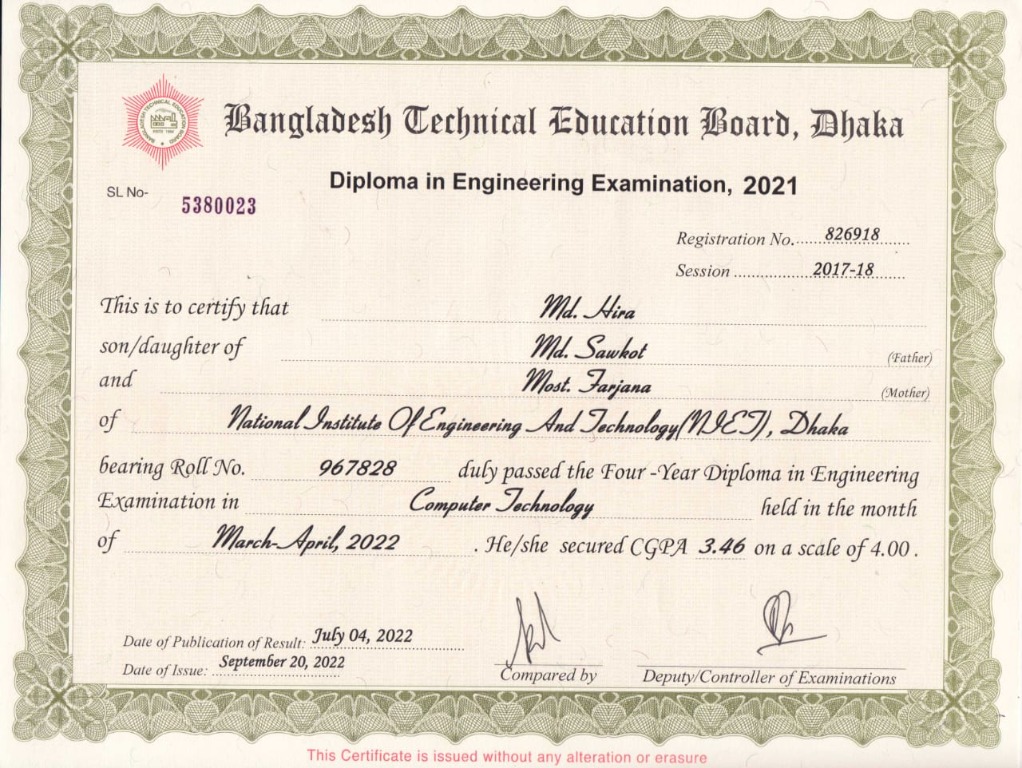 Bangladesh Technical Education Board, Dhaka
Diploma in Engineering Examination, 2021
SL No- 5380023
Registration No. 826918
Session 2017-18
This is to certify that Md. Hira
son/daughter of Md. Sawkot (Father)
and Most. Farjana (Mother)
of National Institute Of Engineering And Technology(NIET), Dhaka
bearing Roll No. 967828 duly passed the Four -Year Diploma in Engineering
Examination in Computer Technology held in the month
of March-April, 2022 . He/she secured CGPA 3.46 on a scale of 4.00 .
Date of Publication of Result: July 04, 2022
Date of Issue: September 20, 2022
Compared by Deputy/Controller of Examinations
This Certificate is issued without any alteration or erasure